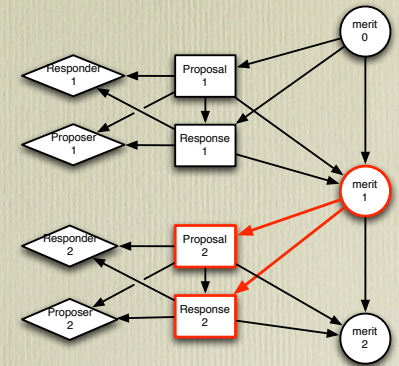 merit
0
Responder
1
Proposal
1
Proposer
1
Response
1
merit
1
Responder
2
Proposal
2
Proposer
2
Response
2
merit
2